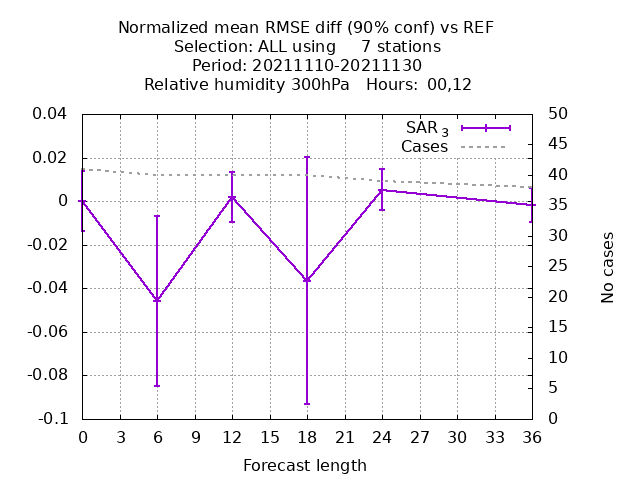 Normalized mean RMSE diff (90% conf) vs REF
Selection: ALL using 7 stations
Period: 20211110-20211130
Relative humidity 300hPa Hours: 00,12
SAR 3
Cases
0.04
0.02
0
-0.02
-0.04
-0.06
-0.08
-0.1
50
45
40
35
30
25
20
15
10
5
0
No cases
0 3 6 9 12 15 18 21 24 27 30 33 36
Forecast length